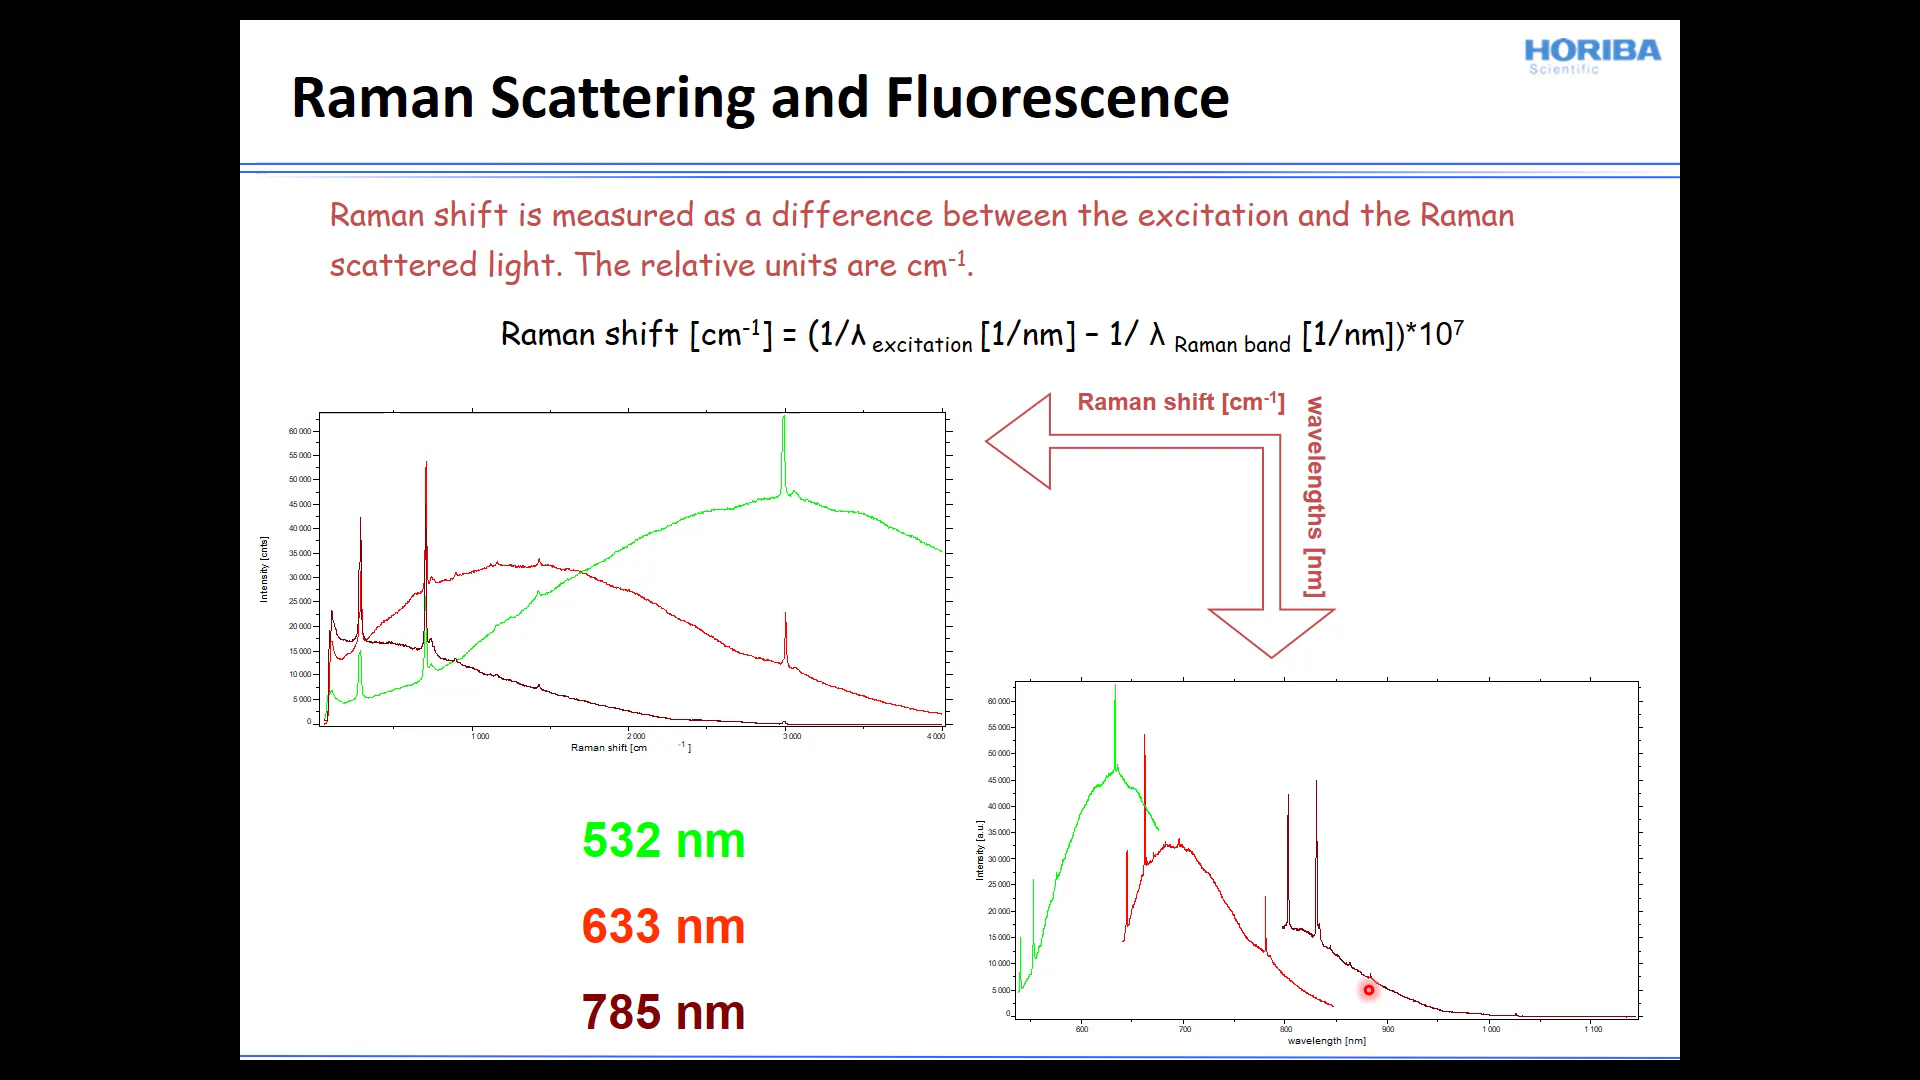 HORIBA
Scientific
Raman Scattering and Fluorescence
Raman shift is measured as a difference between the excitation and the Raman
scattered light. The relative units are cm⁻¹.
Raman shift [cm⁻¹] = (1/λ excitation [1/nm] – 1/ λ Raman band [1/nm])*10⁷
Raman shift [cm⁻¹]
wavelengths [nm]
60 000
55 000
50 000
45 000
40 000
35 000
30 000
25 000
20 000
15 000
10 000
5 000
0
Intensity [cnts]
1 000 2 000 3 000 4 000
Raman shift [cm ⁻¹ ]
532 nm
633 nm
785 nm
60 000
55 000
50 000
45 000
40 000
35 000
30 000
25 000
20 000
15 000
10 000
5 000
0
Intensity [a.u.]
600 700 800 900 1 000 1 100
wavelength [nm]